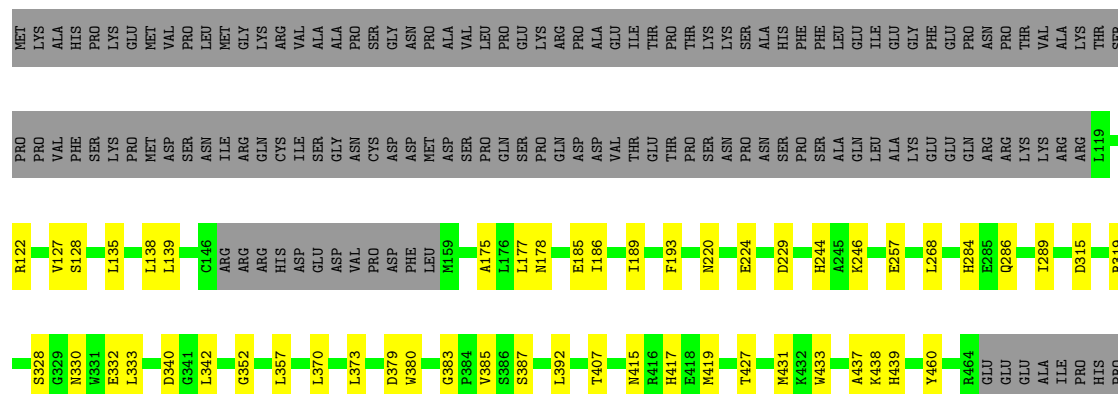 MET LYS ALA HIS PRO LYS GLU MET VAL PRO LEU MET GLY LYS ARG VAL ALA ALA PRO SER GLY ASN PRO ALA VAL LEU PRO GLU LYS ARG PRO ALA GLU ILE THR PRO THR LYS LYS SER ALA HIS PHE PHE LEU GLU ILE GLU GLY PHE GLU PRO ASN PRO THR VAL ALA LYS THR SER
PRO PRO VAL PHE SER LYS PRO MET ASP SER ASN ILE ARG GLN CYS ILE SER GLY ASN CYS ASP ASP MET ASP SER PRO GLN SER PRO GLN ASP ASP VAL THR GLU THR PRO SER ASN PRO ASN SER PRO SER ALA GLN LEU ALA LYS GLU GLU GLN ARG ARG LYS LYS ARG ARG L119
R122 V127 S128 L135 L138 L139 C146 ARG ARG ARG HIS ASP GLU ASP VAL PRO ASP PHE LEU M159 A175 L176 L177 N178 E185 I186 I189 F193 N220 E224 D229 H244 A245 K246 E257 L268 H284 E285 Q286 I289 D315 R319
S328 G329 N330 W331 E332 L333 D340 G341 L342 G352 L357 L370 L373 D379 W380 G383 P384 V385 S386 S387 L392 T407 N415 R416 H417 E418 M419 T427 M431 K432 W433 A437 K438 H439 Y460 R464 GLU GLU GLU ALA ILE PRO HIS PRO